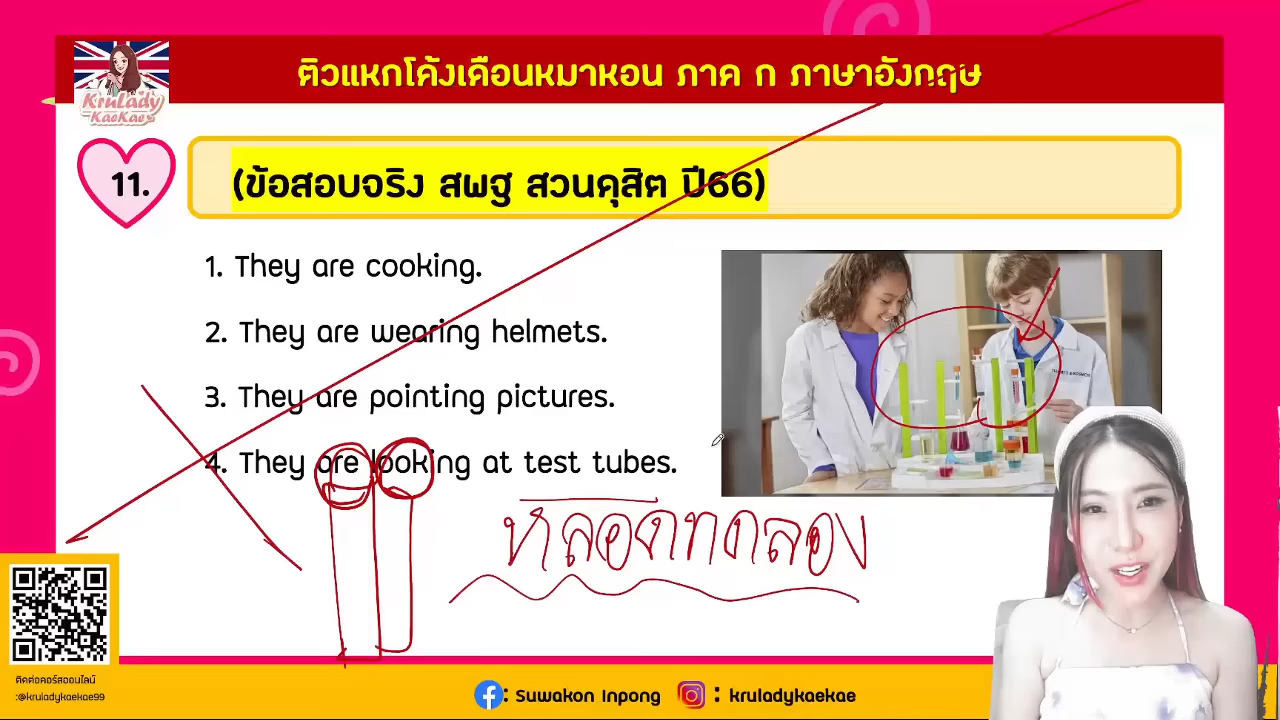 ติวแหกโค้งเดือนหมาหอน ภาค ก ภาษาอังกฤษ
KruLady
KaeKae
11.
(ข้อสอบจริง สพฐ สวนดุสิต ปี66)
1. They are cooking.
2. They are wearing helmets.
3. They are pointing pictures.
4. They are looking at test tubes.
หลอดทดลอง
ติดต่อคอร์สออนไลน์
:@kruladykaekae99
: Suwakon Inpong
: kruladykaekae